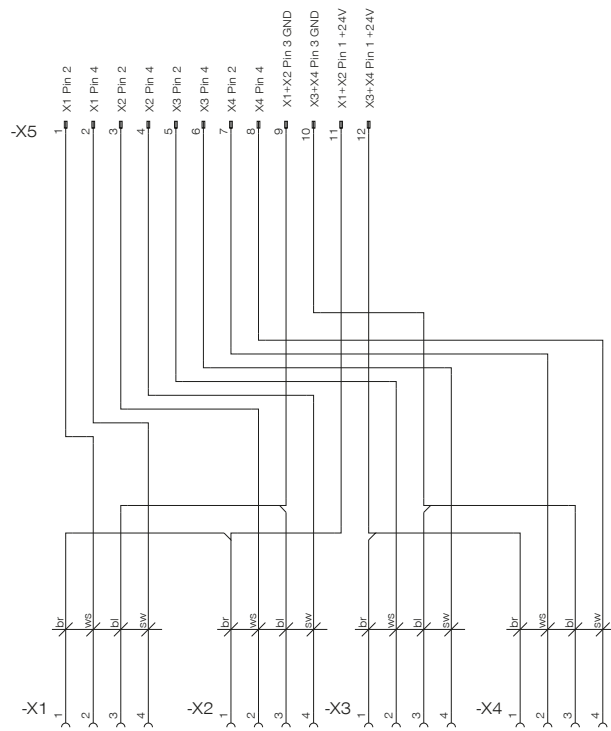 X1 Pin 2
X1 Pin 4
X2 Pin 2
X2 Pin 4
X3 Pin 2
X3 Pin 4
X4 Pin 2
X4 Pin 4
X1+X2 Pin 3 GND
X3+X4 Pin 3 GND
X1+X2 Pin 1 +24V
X3+X4 Pin 1 +24V
-X5
1
2
3
4
5
6
7
8
9
10
11
12
br
ws
bl
sw
br
ws
bl
sw
br
ws
bl
sw
br
ws
bl
sw
-X1
1
2
3
4
-X2
1
2
3
4
-X3
1
2
3
4
-X4
1
2
3
4